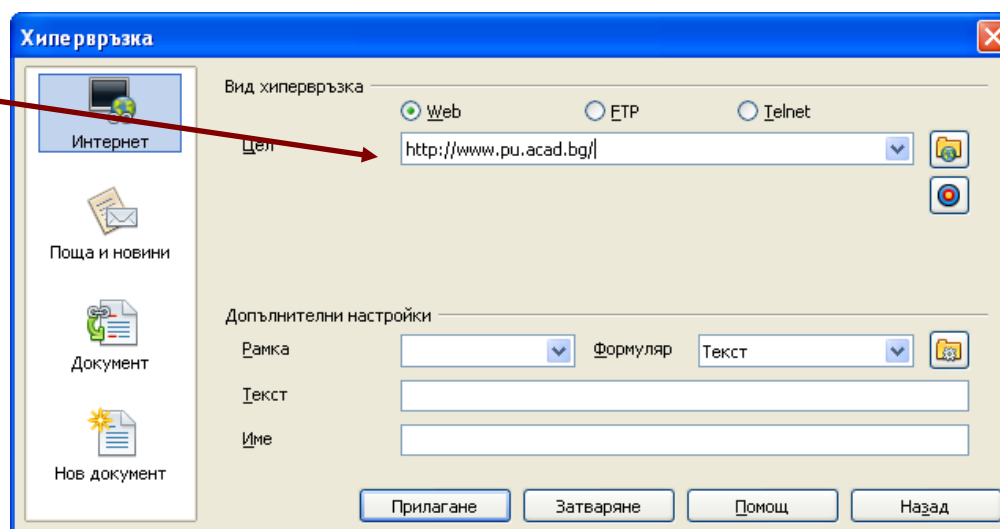 Хипервръзка
Интернет
Поща и новини
Документ
Нов документ
Вид хипервръзка
Web FTP Telnet
Цел http://www.pu.acad.bg/
Допълнителни настройки
Рамка Формуляр Текст
Текст
Име
Прилагане Затваряне Помощ Назад